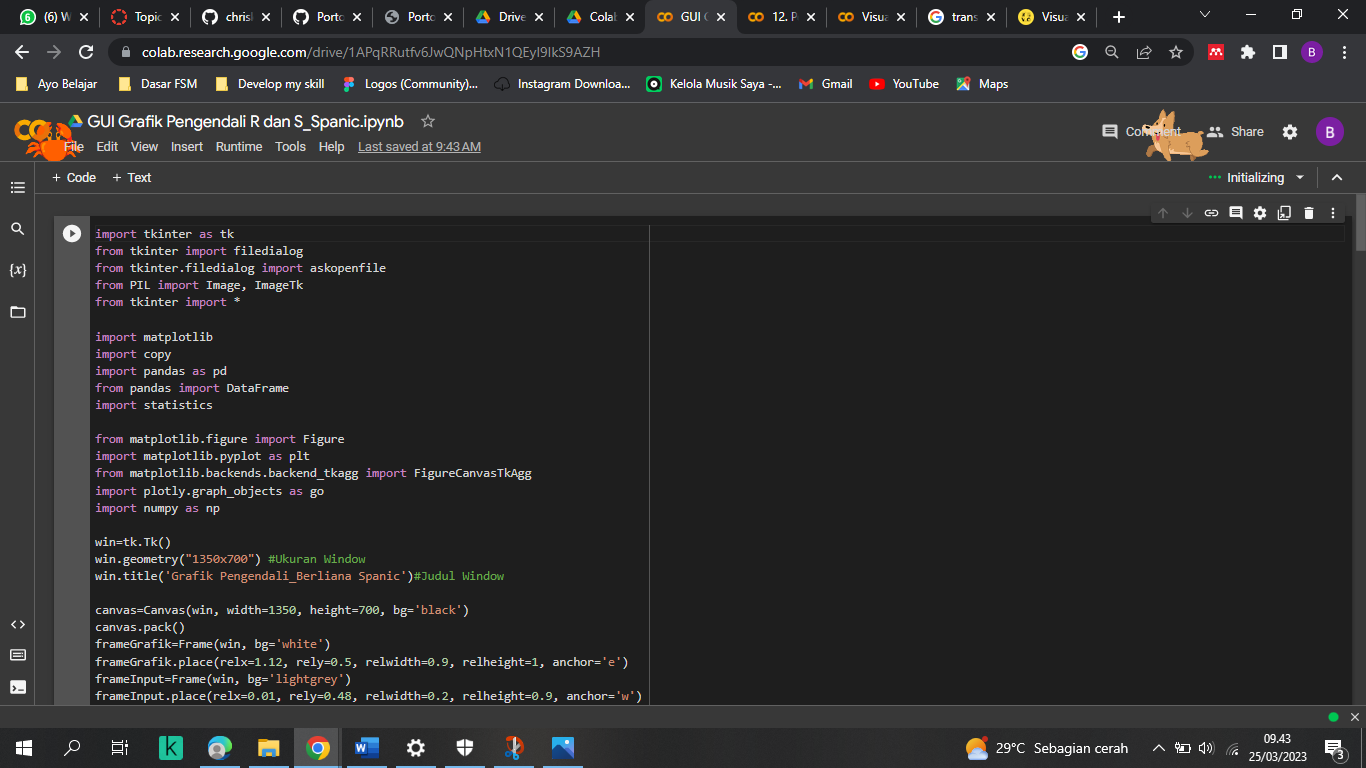 (6) W
Topic
chris
Porto
Porto
Drive
Colab
GUI G
12. P
Visua
trans
Visua
colab.research.google.com/drive/1APqRRutfv6JwQNpHtxN1QEyI9IkS9AZH
B
Ayo Belajar
Dasar FSM
Develop my skill
Logos (Community)...
Instagram Downloa...
Kelola Musik Saya -...
Gmail
YouTube
Maps
GUI Grafik Pengendali R dan S_Spanic.ipynb
Comment
Share
B
File Edit View Insert Runtime Tools Help Last saved at 9:43 AM
+ Code + Text
Initializing
import tkinter as tk
from tkinter import filedialog
from tkinter.filedialog import askopenfile
from PIL import Image, ImageTk
from tkinter import *
import matplotlib
import copy
import pandas as pd
from pandas import DataFrame
import statistics
from matplotlib.figure import Figure
import matplotlib.pyplot as plt
from matplotlib.backends.backend_tkagg import FigureCanvasTkAgg
import plotly.graph_objects as go
import numpy as np
win=tk.Tk()
win.geometry("1350x700") #Ukuran Window
win.title('Grafik Pengendali_Berliana Spanic')#Judul Window
canvas=Canvas(win, width=1350, height=700, bg='black')
canvas.pack()
frameGrafik=Frame(win, bg='white')
frameGrafik.place(relx=1.12, rely=0.5, relwidth=0.9, relheight=1, anchor='e')
frameInput=Frame(win, bg='lightgrey')
frameInput.place(relx=0.01, rely=0.48, relwidth=0.2, relheight=0.9, anchor='w')
29°C Sebagian cerah
09.43
25/03/2023
3